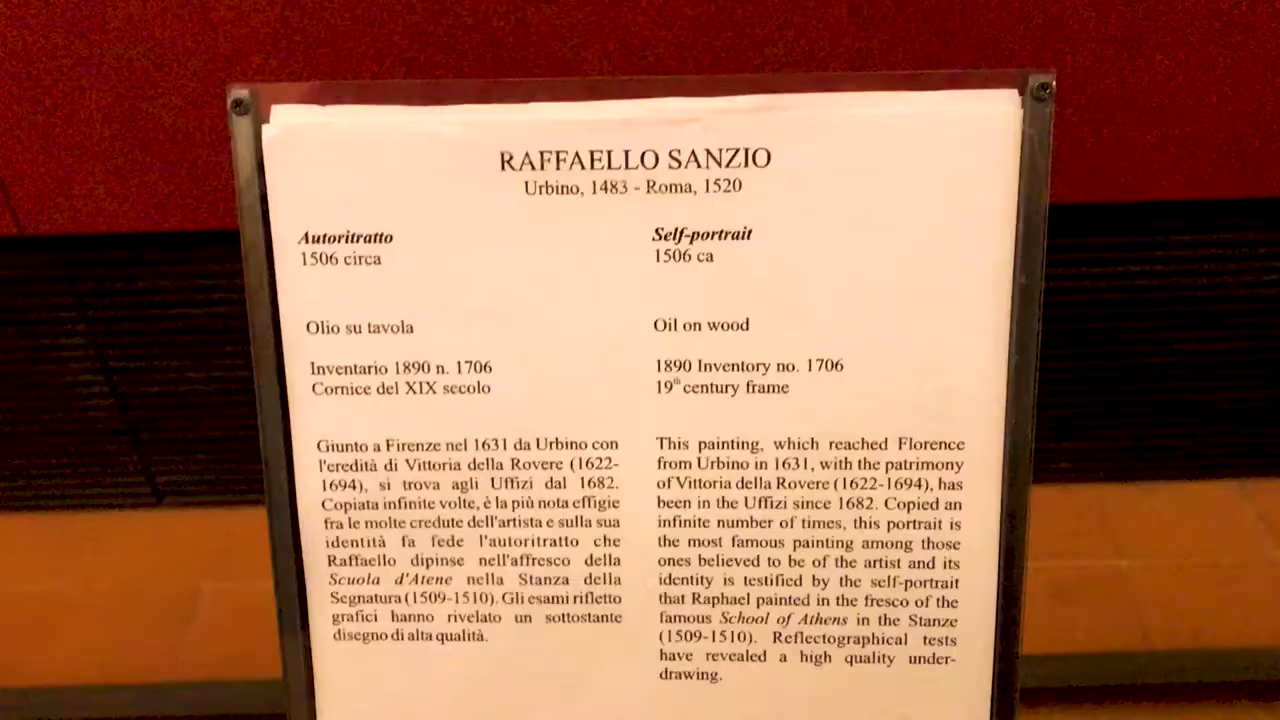 RAFFAELLO SANZIO
Urbino, 1483 - Roma, 1520
Autoritratto
1506 circa
Olio su tavola
Inventario 1890 n. 1706
Cornice del XIX secolo
Giunto a Firenze nel 1631 da Urbino con
l'eredità di Vittoria della Rovere (1622-
1694), si trova agli Uffizi dal 1682.
Copiata infinite volte, è la più nota effigie
fra le molte credute dell'artista e sulla sua
identità fa fede l'autoritratto che
Raffaello dipinse nell'affresco della
Scuola d'Atene nella Stanza della
Segnatura (1509-1510). Gli esami rifletto
grafici hanno rivelato un sottostante
disegno di alta qualità.
Self-portrait
1506 ca
Oil on wood
1890 Inventory no. 1706
19th century frame
This painting, which reached Florence
from Urbino in 1631, with the patrimony
of Vittoria della Rovere (1622-1694), has
been in the Uffizi since 1682. Copied an
infinite number of times, this portrait is
the most famous painting among those
ones believed to be of the artist and its
identity is testified by the self-portrait
that Raphael painted in the fresco of the
famous School of Athens in the Stanze
(1509-1510). Reflectographical tests
have revealed a high quality under-
drawing.